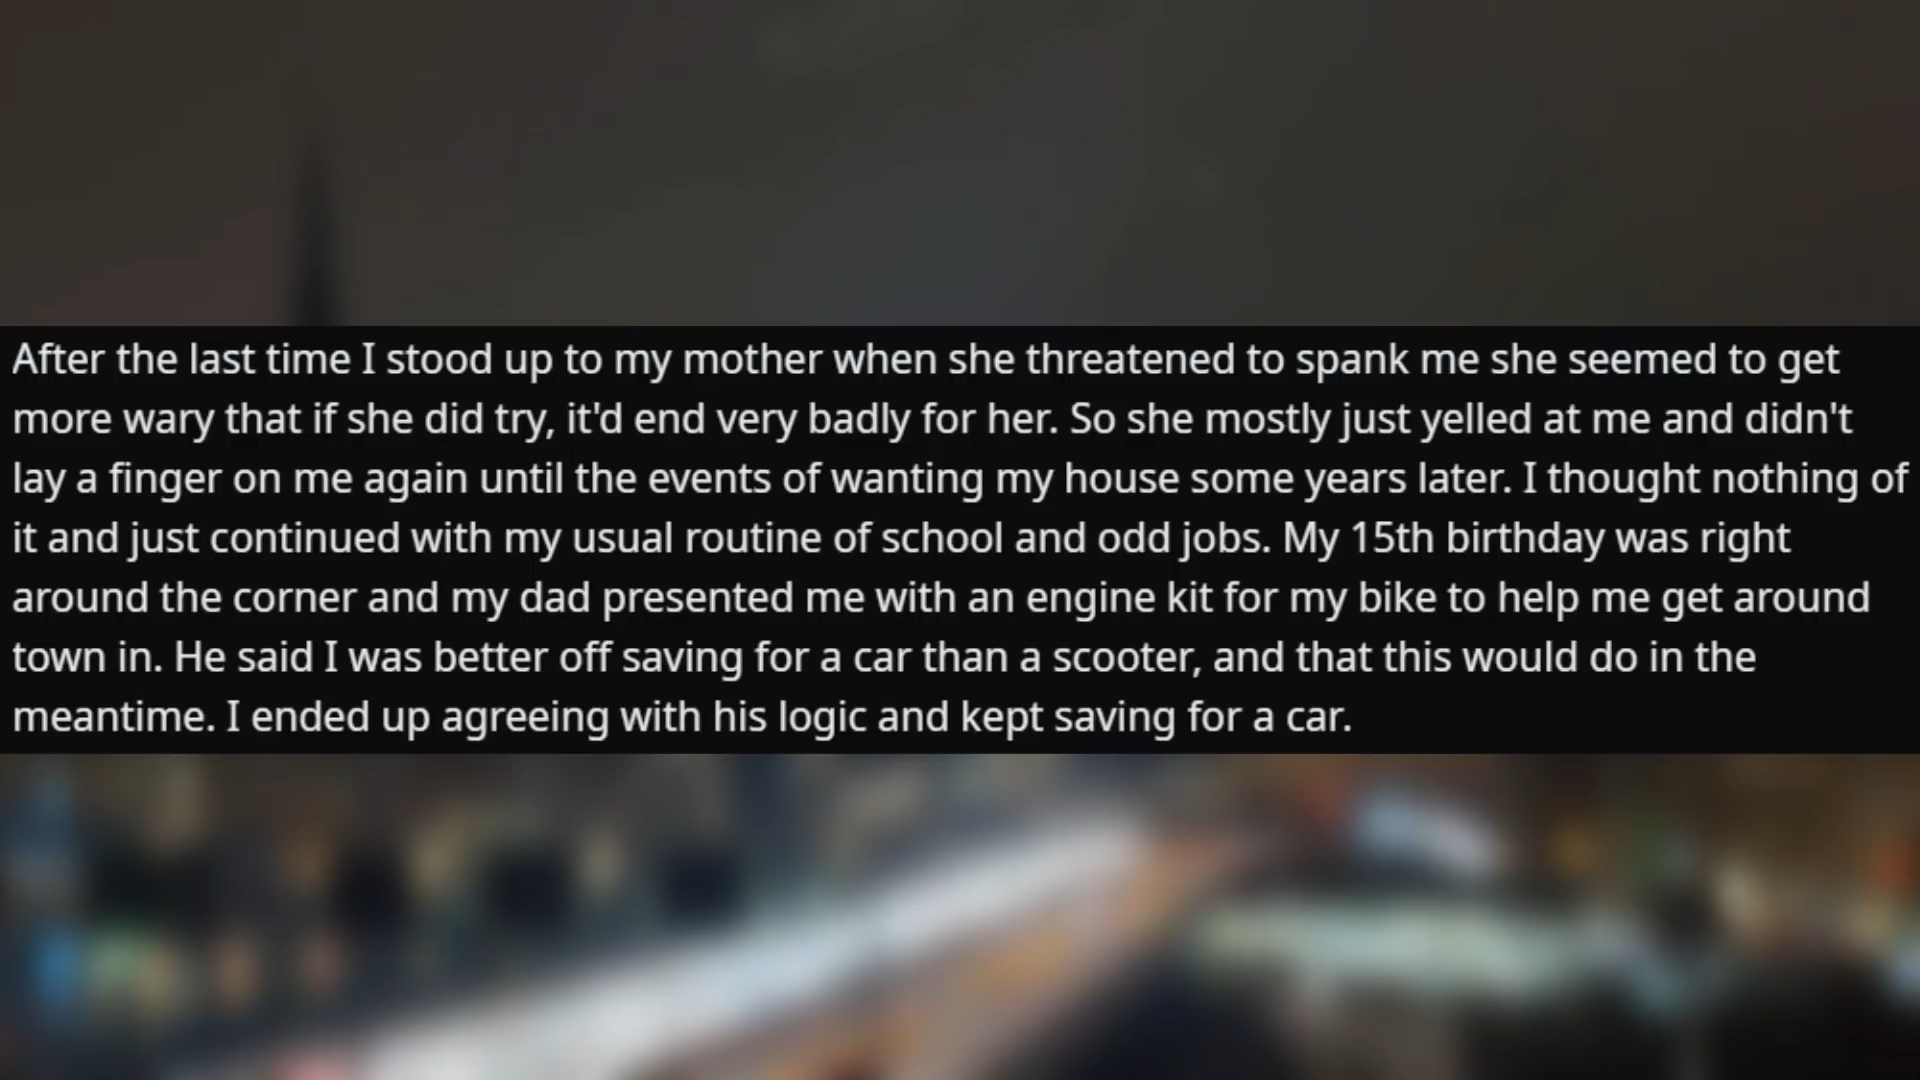 After the last time I stood up to my mother when she threatened to spank me she seemed to get
more wary that if she did try, it'd end very badly for her. So she mostly just yelled at me and didn't
lay a finger on me again until the events of wanting my house some years later. I thought nothing of
it and just continued with my usual routine of school and odd jobs. My 15th birthday was right
around the corner and my dad presented me with an engine kit for my bike to help me get around
town in. He said I was better off saving for a car than a scooter, and that this would do in the
meantime. I ended up agreeing with his logic and kept saving for a car.